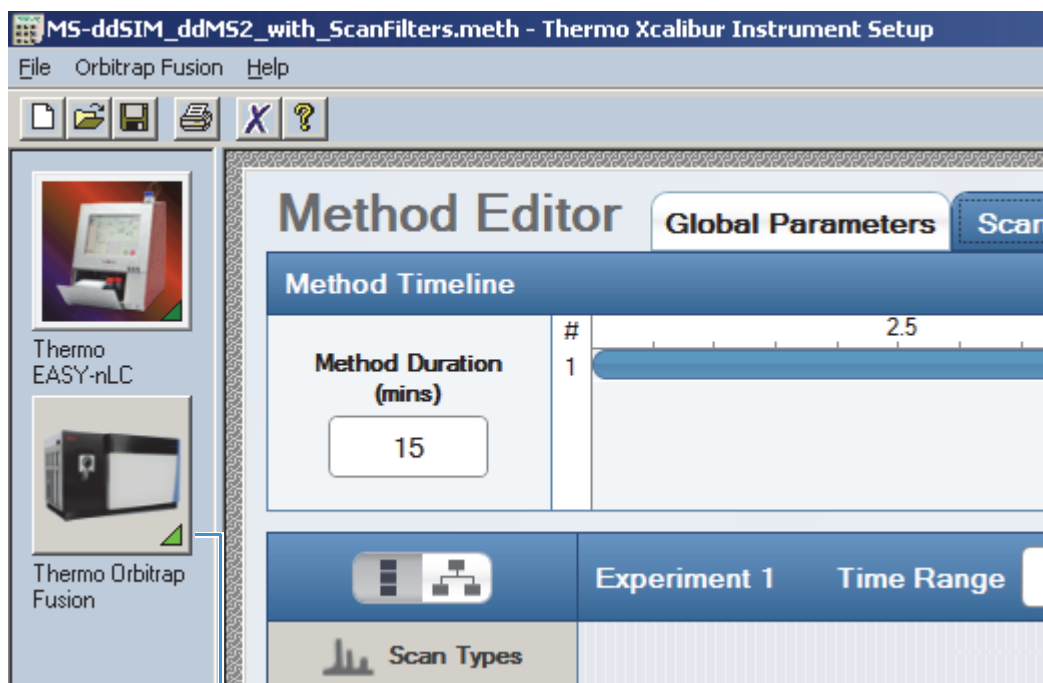 MS-ddSIM_ddMS2_with_ScanFilters.meth - Thermo Xcalibur Instrument Setup
File Orbitrap Fusion Help
Method Editor Global Parameters Scan
Method Timeline
# 2.5
Thermo
EASY-nLC
Method Duration
(mins)
1
15
Thermo Orbitrap
Fusion
Experiment 1 Time Range
Scan Types